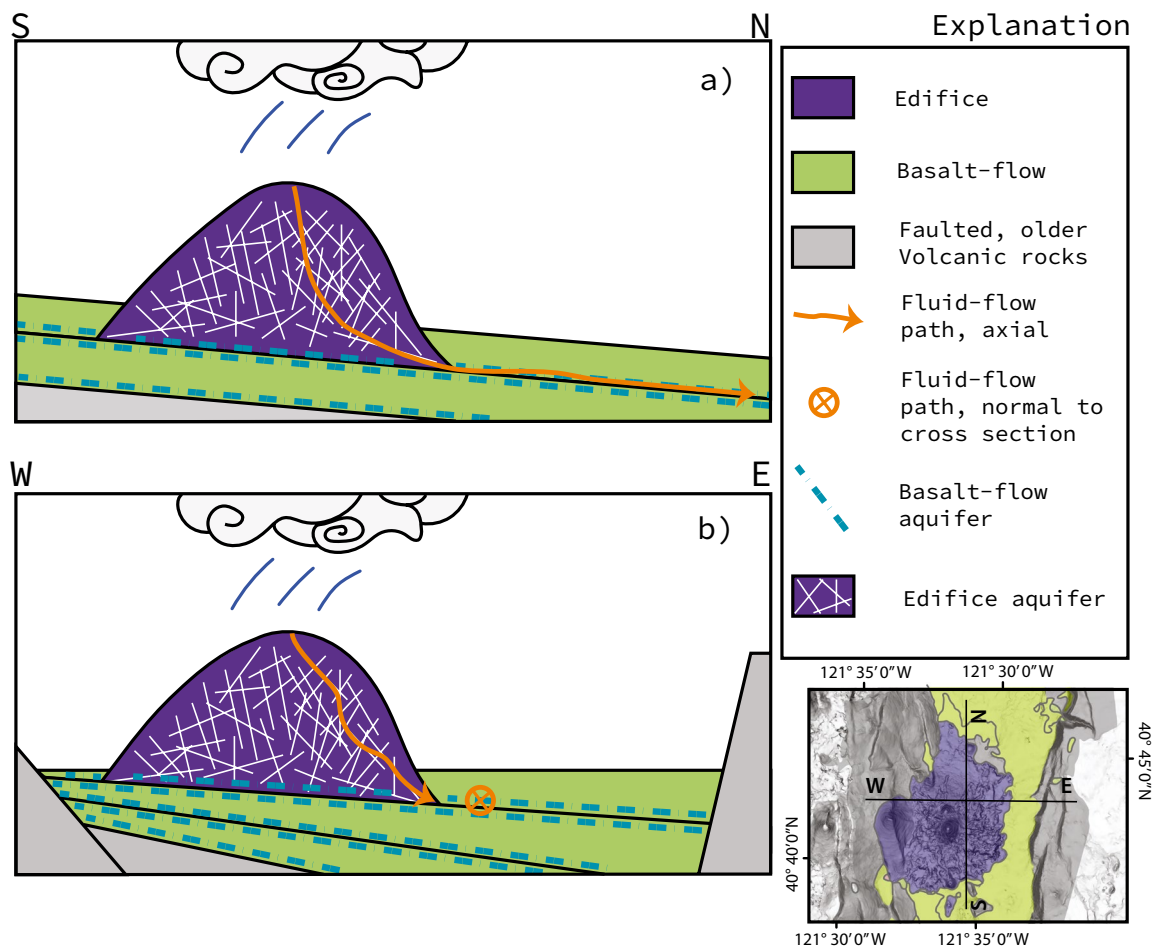 S N
a)
W E
b)
Explanation
Edifice
Basalt-flow
Faulted, older
Volcanic rocks
Fluid-flow
path, axial
Fluid-flow
path, normal to
cross section
Basalt-flow
aquifer
Edifice aquifer
121° 35'0"W 121° 30'0"W
40° 45'0"N
N
W E
S
40° 40'0"N
121° 30'0"W 121° 35'0"W